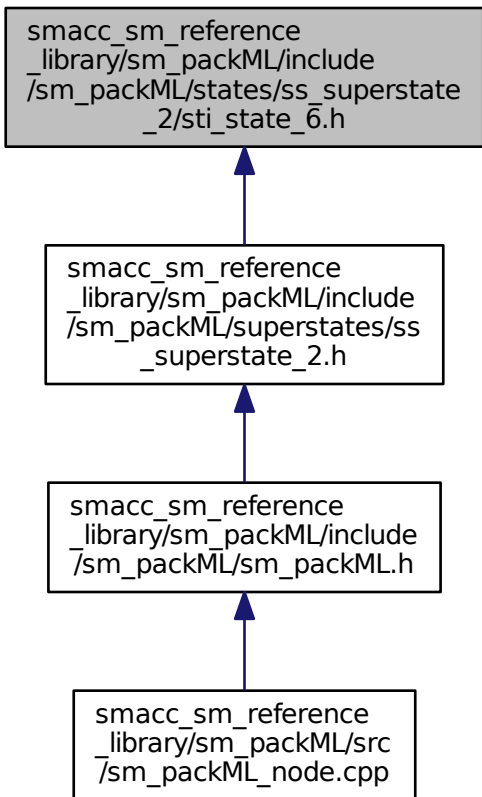 smacc_sm_reference
_library/sm_packML/include
/sm_packML/states/ss_superstate
_2/sti_state_6.h
smacc_sm_reference
_library/sm_packML/include
/sm_packML/superstates/ss
_superstate_2.h
smacc_sm_reference
_library/sm_packML/include
/sm_packML/sm_packML.h
smacc_sm_reference
_library/sm_packML/src
/sm_packML_node.cpp